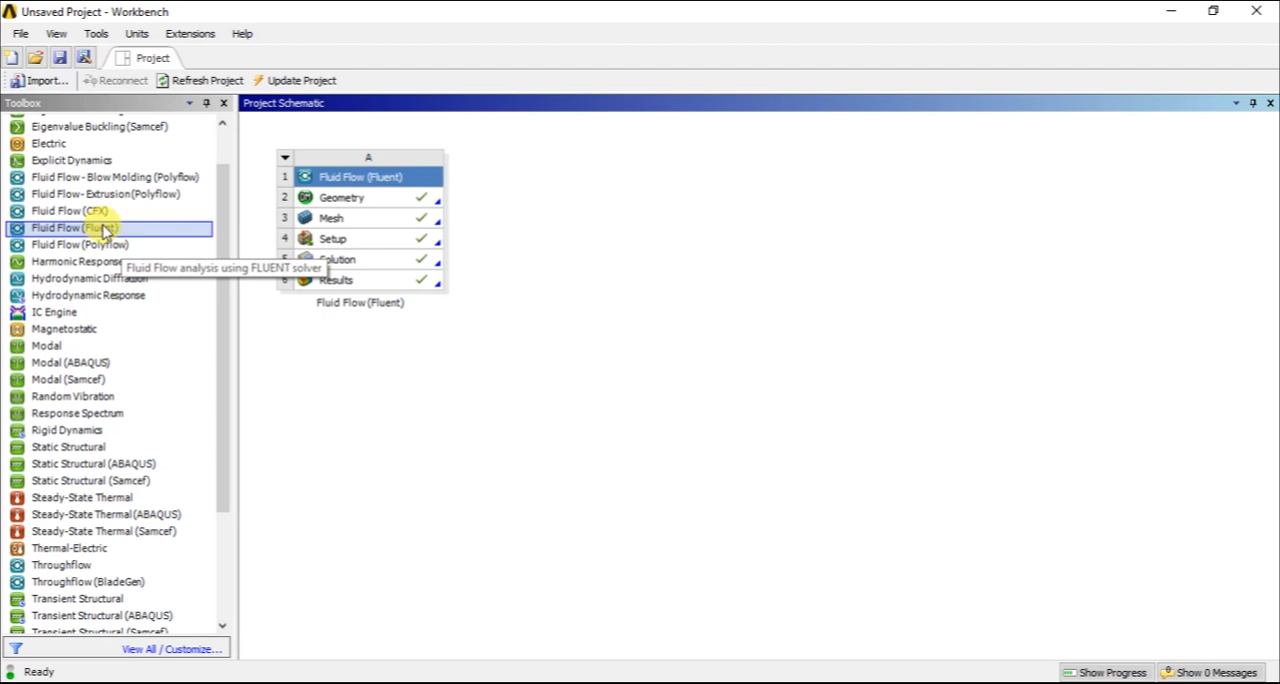 Unsaved Project - Workbench
File View Tools Units Extensions Help
Project
Import... Reconnect Refresh Project Update Project
Toolbox
Project Schematic
Eigenvalue Buckling (Samcef)
Electric
Explicit Dynamics
Fluid Flow - Blow Molding (Polyflow)
Fluid Flow - Extrusion (Polyflow)
Fluid Flow (CFX)
Fluid Flow (Fluent)
Fluid Flow (Polyflow)
Harmonic Response
Fluid Flow analysis using FLUENT solver
Hydrodynamic Diffraction
Hydrodynamic Response
IC Engine
Magnetostatic
Modal
Modal (ABAQUS)
Modal (Samcef)
Random Vibration
Response Spectrum
Rigid Dynamics
Static Structural
Static Structural (ABAQUS)
Static Structural (Samcef)
Steady-State Thermal
Steady-State Thermal (ABAQUS)
Steady-State Thermal (Samcef)
Thermal-Electric
Throughflow
Throughflow (BladeGen)
Transient Structural
Transient Structural (ABAQUS)
Transient Structural (Samcef)
View All / Customize...
A
1 Fluid Flow (Fluent)
2 Geometry
3 Mesh
4 Setup
5 Solution
6 Results
Fluid Flow (Fluent)
Ready
Show Progress Show 0 Messages